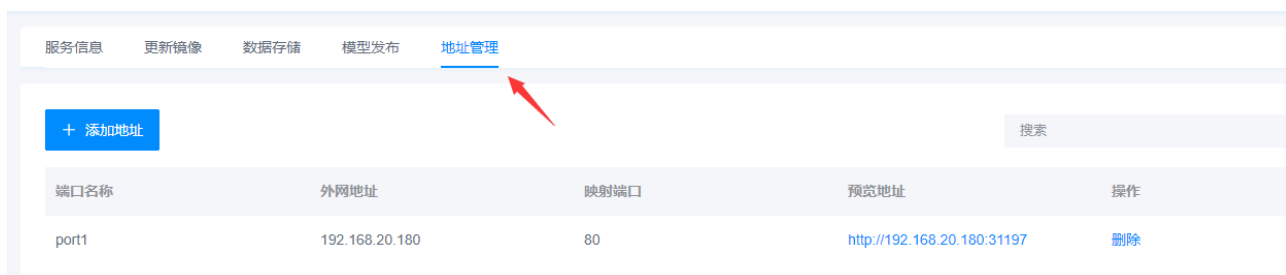 服务信息 更新镜像 数据存储 模型发布 地址管理
+ 添加地址 搜索
端口名称 外网地址 映射端口 预览地址 操作
port1 192.168.20.180 80 http://192.168.20.180:31197 删除